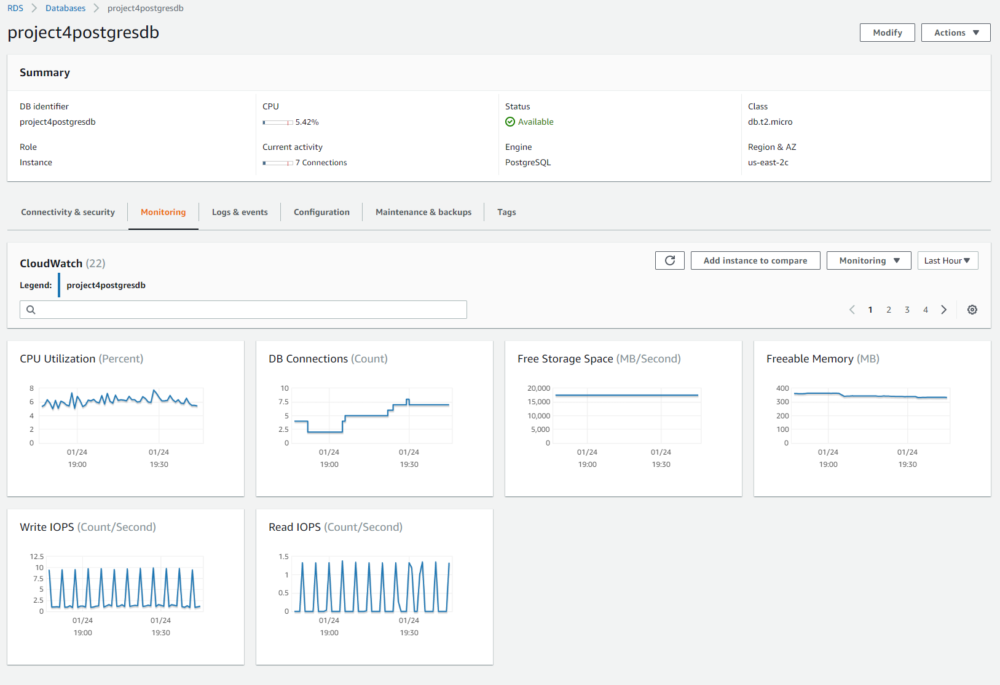 RDS > Databases > project4postgresdb
project4postgresdb
Modify
Actions
Summary
DB identifier
project4postgresdb
CPU
5.42%
Status
Available
Class
db.t2.micro
Role
Instance
Current activity
7 Connections
Engine
PostgreSQL
Region & AZ
us-east-2c
Connectivity & security
Monitoring
Logs & events
Configuration
Maintenance & backups
Tags
CloudWatch (22)
Add instance to compare
Monitoring
Last Hour
Legend:
project4postgresdb
1 2 3 4
CPU Utilization (Percent)
8
6
4
2
0
01/24
19:00
01/24
19:30
DB Connections (Count)
10
7.5
5
2.5
0
01/24
19:00
01/24
19:30
Free Storage Space (MB/Second)
20,000
15,000
10,000
5,000
0
01/24
19:00
01/24
19:30
Freeable Memory (MB)
400
300
200
100
0
01/24
19:00
01/24
19:30
Write IOPS (Count/Second)
12.5
10
7.5
5
2.5
0
01/24
19:00
01/24
19:30
Read IOPS (Count/Second)
1.5
1
0.5
0
01/24
19:00
01/24
19:30